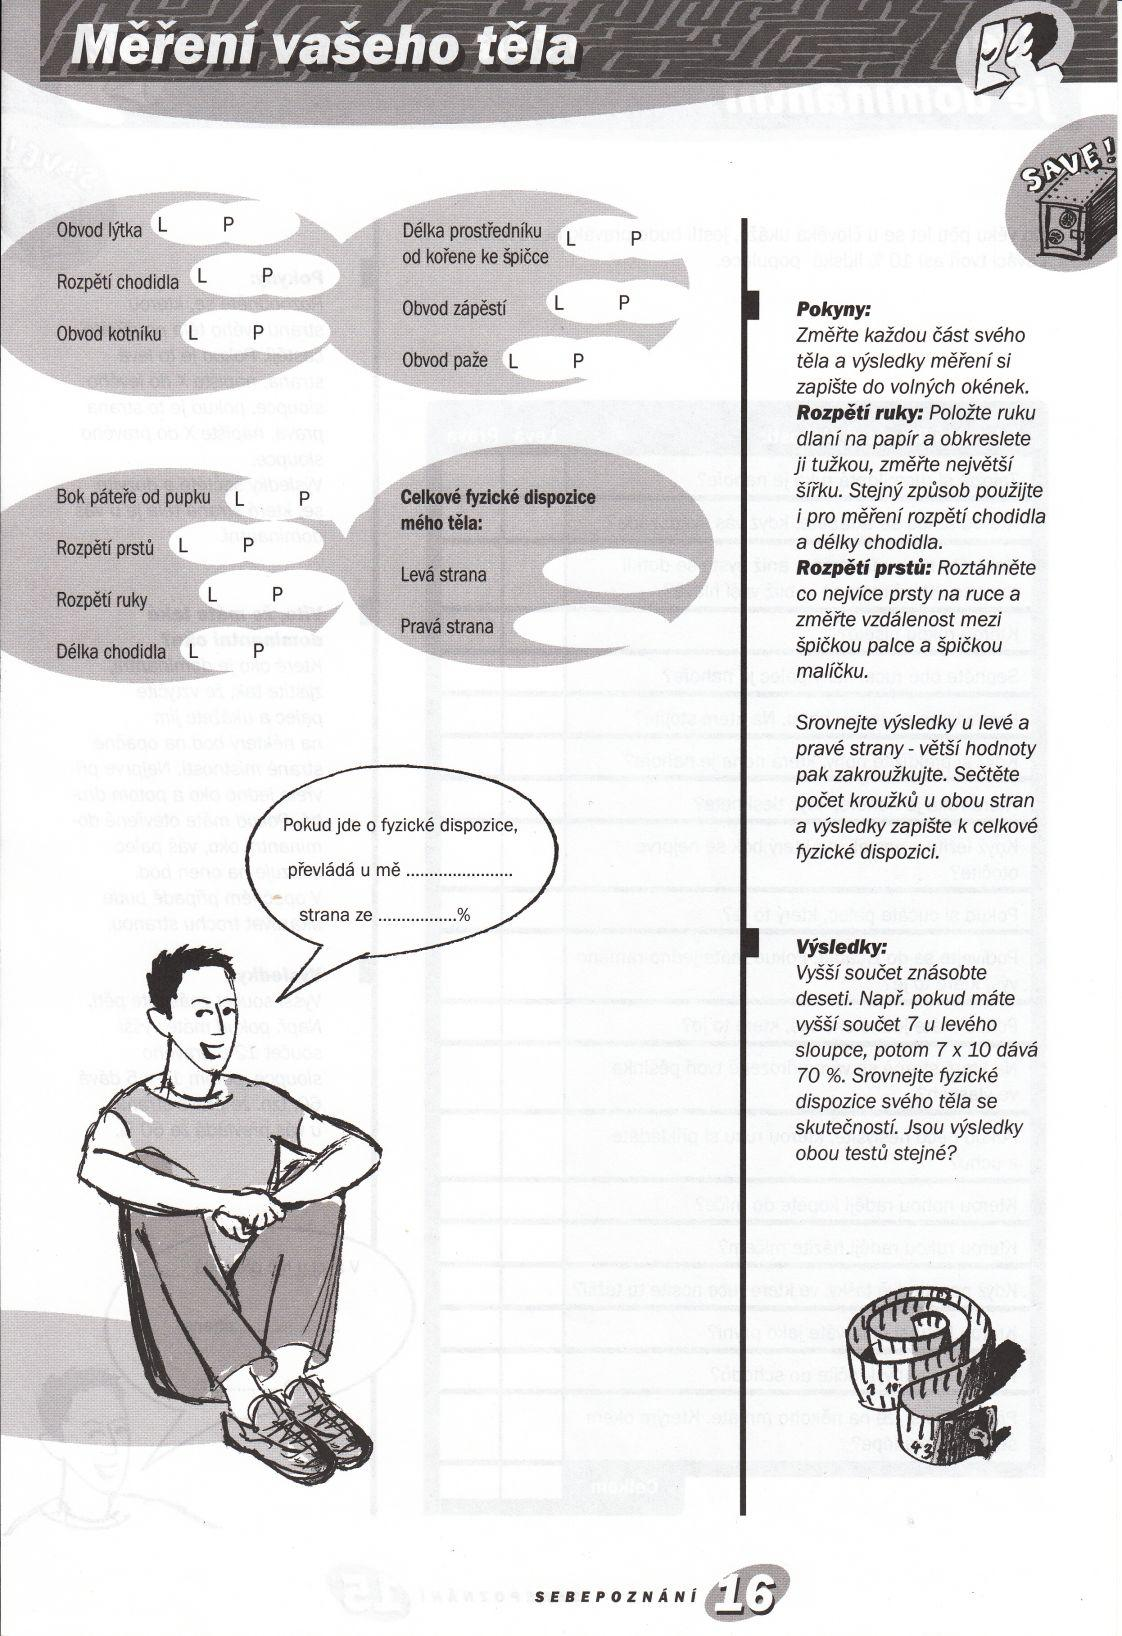 Měření vašeho těla
SAVE!
Obvod lýtka L P
Rozpětí chodidla L P
Obvod kotníku L P
Délka prostředníku
od kořene ke špičce L P
Obvod zápěstí L P
Obvod paže L P
Bok páteře od pupku L P
Rozpětí prstů L P
Rozpětí ruky L P
Délka chodidla L P
Celkové fyzické dispozice
mého těla:
Levá strana
Pravá strana
Pokud jde o fyzické dispozice,
převládá u mě .......................
strana ze .................%
Pokyny:
Změřte každou část svého
těla a výsledky měření si
zapište do volných okének.
Rozpětí ruky: Položte ruku
dlaní na papír a obkreslete
ji tužkou, změřte největší
šířku. Stejný způsob použijte
i pro měření rozpětí chodidla
a délky chodidla.
Rozpětí prstů: Roztáhněte
co nejvíce prsty na ruce a
změřte vzdálenost mezi
špičkou palce a špičkou
malíčku.
Srovnejte výsledky u levé a
pravé strany - větší hodnoty
pak zakroužkujte. Sečtěte
počet kroužků u obou stran
a výsledky zapište k celkové
fyzické dispozici.
Výsledky:
Vyšší součet znásobte
deseti. Např. pokud máte
vyšší součet 7 u levého
sloupce, potom 7 x 10 dává
70 %. Srovnejte fyzické
dispozice svého těla se
skutečností. Jsou výsledky
obou testů stejné?
SEBEPOZNÁNÍ 16